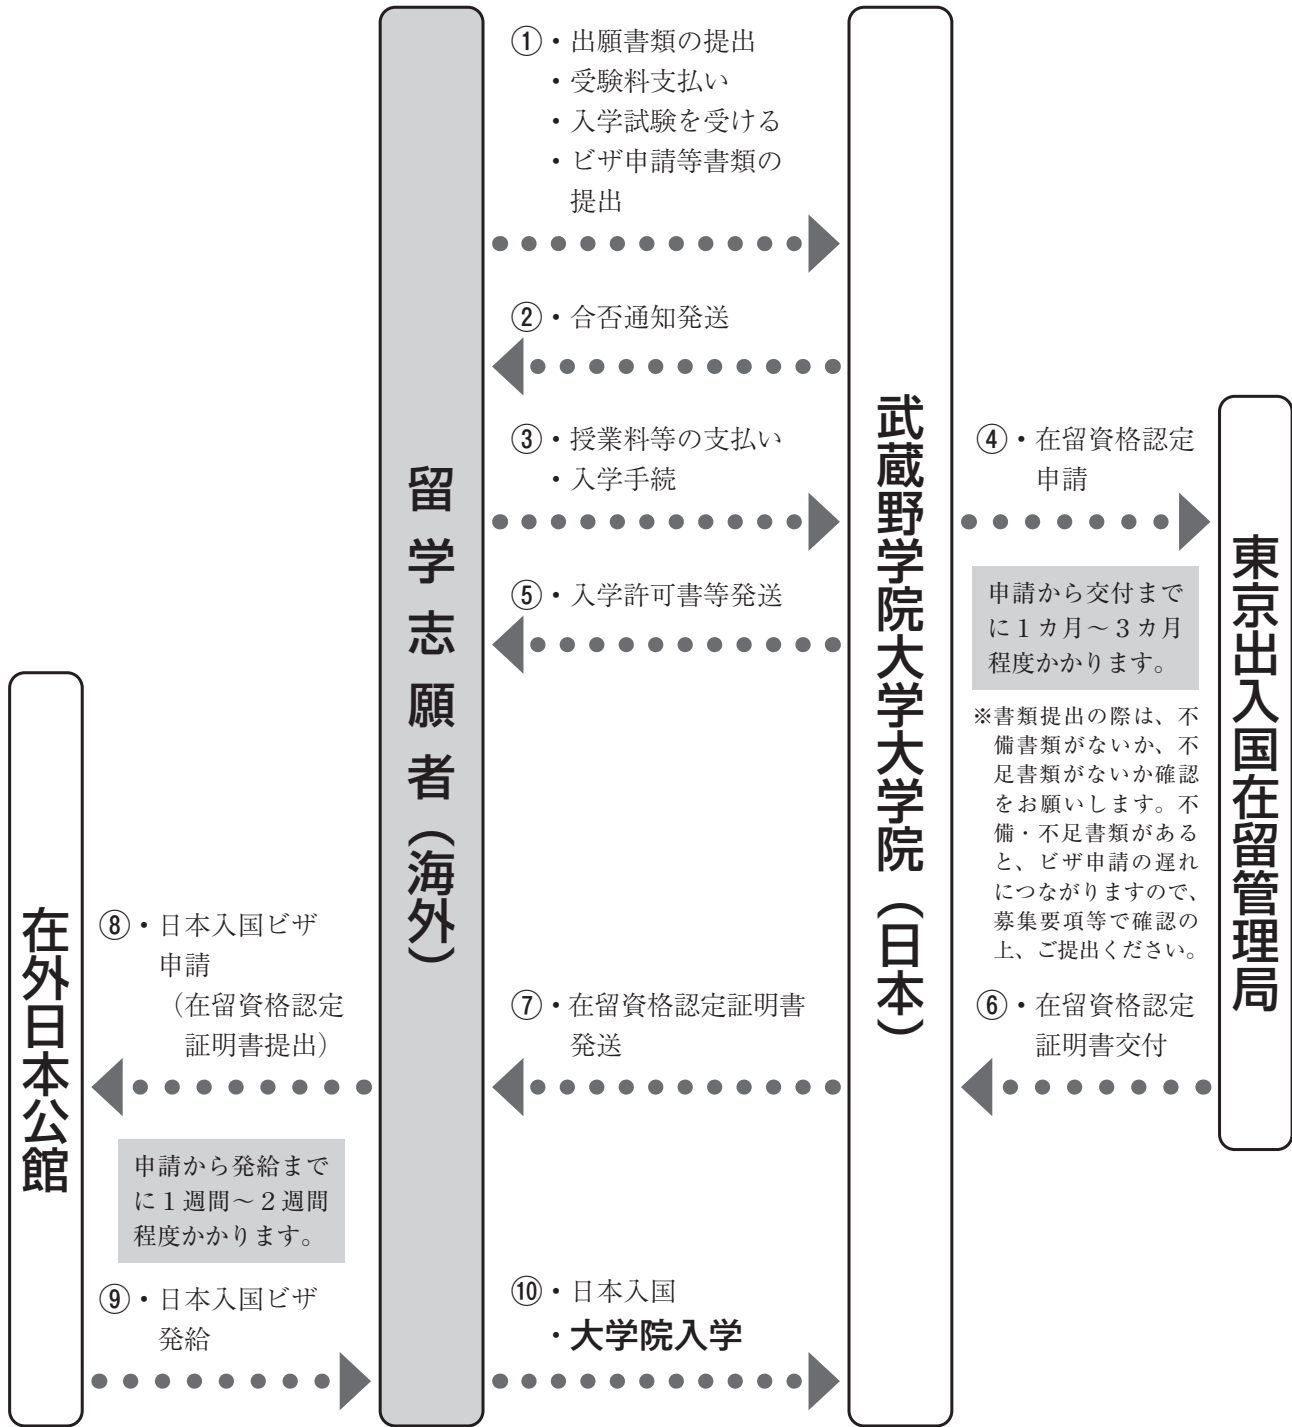 ①・出願書類の提出
・受験料支払い
・入学試験を受ける
・ビザ申請等書類の
提出
②・合否通知発送
③・授業料等の支払い
・入学手続
④・在留資格認定
申請
⑤・入学許可書等発送
申請から交付まで
に１カ月～３カ月
程度かかります。
※書類提出の際は、不
備書類がないか、不
足書類がないか確認
をお願いします。不
備・不足書類がある
と、ビザ申請の遅れ
につながりますので、
募集要項等で確認の
上、ご提出ください。
⑥・在留資格認定
証明書交付
⑦・在留資格認定証明書
発送
⑧・日本入国ビザ
申請
（在留資格認定
証明書提出）
申請から発給まで
に１週間～２週間
程度かかります。
⑨・日本入国ビザ
発給
⑩・日本入国
・大学院入学
在外日本公館
留学志願者（海外）
武蔵野学院大学大学院（日本）
東京出入国在留管理局